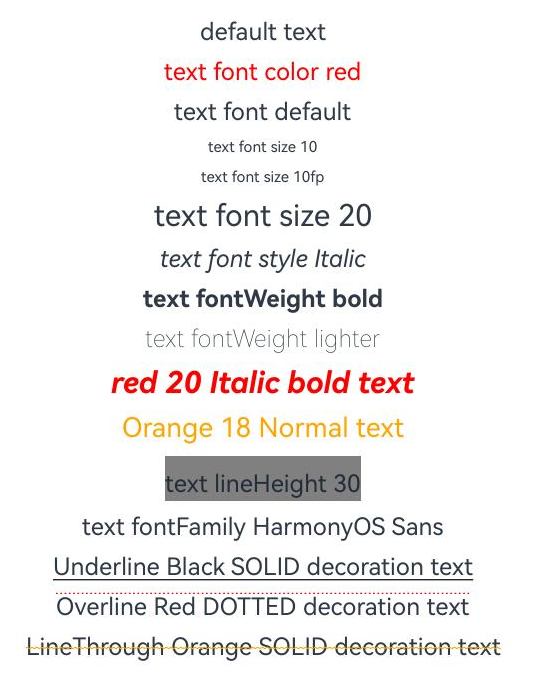 default text
text font color red
text font default
text font size 10
text font size 10fp
text font size 20
text font style Italic
text fontWeight bold
text fontWeight lighter
red 20 Italic bold text
Orange 18 Normal text
text lineHeight 30
text fontFamily HarmonyOS Sans
Underline Black SOLID decoration text
Overline Red DOTTED decoration text
LineThrough Orange SOLID decoration text